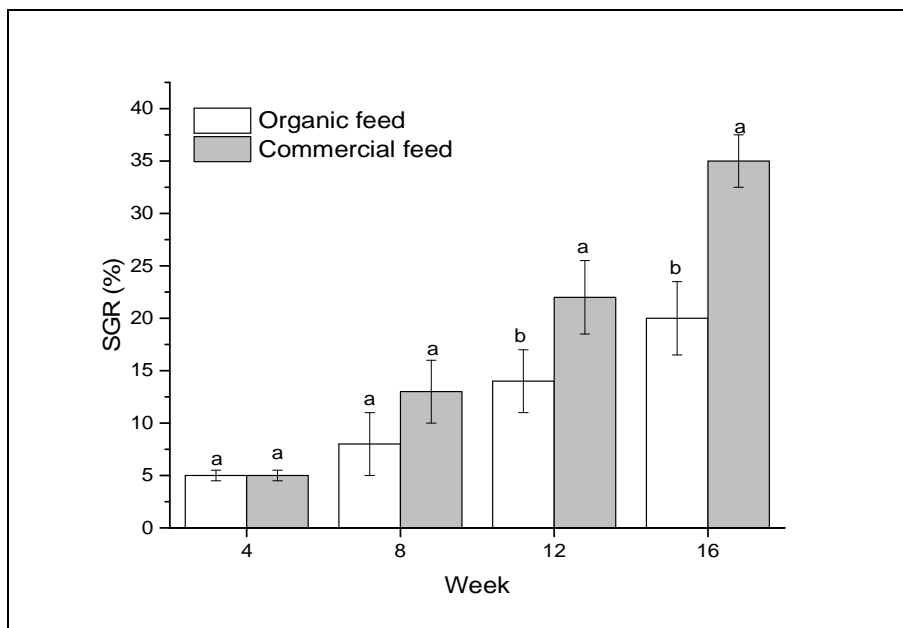 40
35
30
25
20
15
10
5
0
SGR (%)
Organic feed
Commercial feed
a a
a a
b a
b a
4 8 12 16
Week